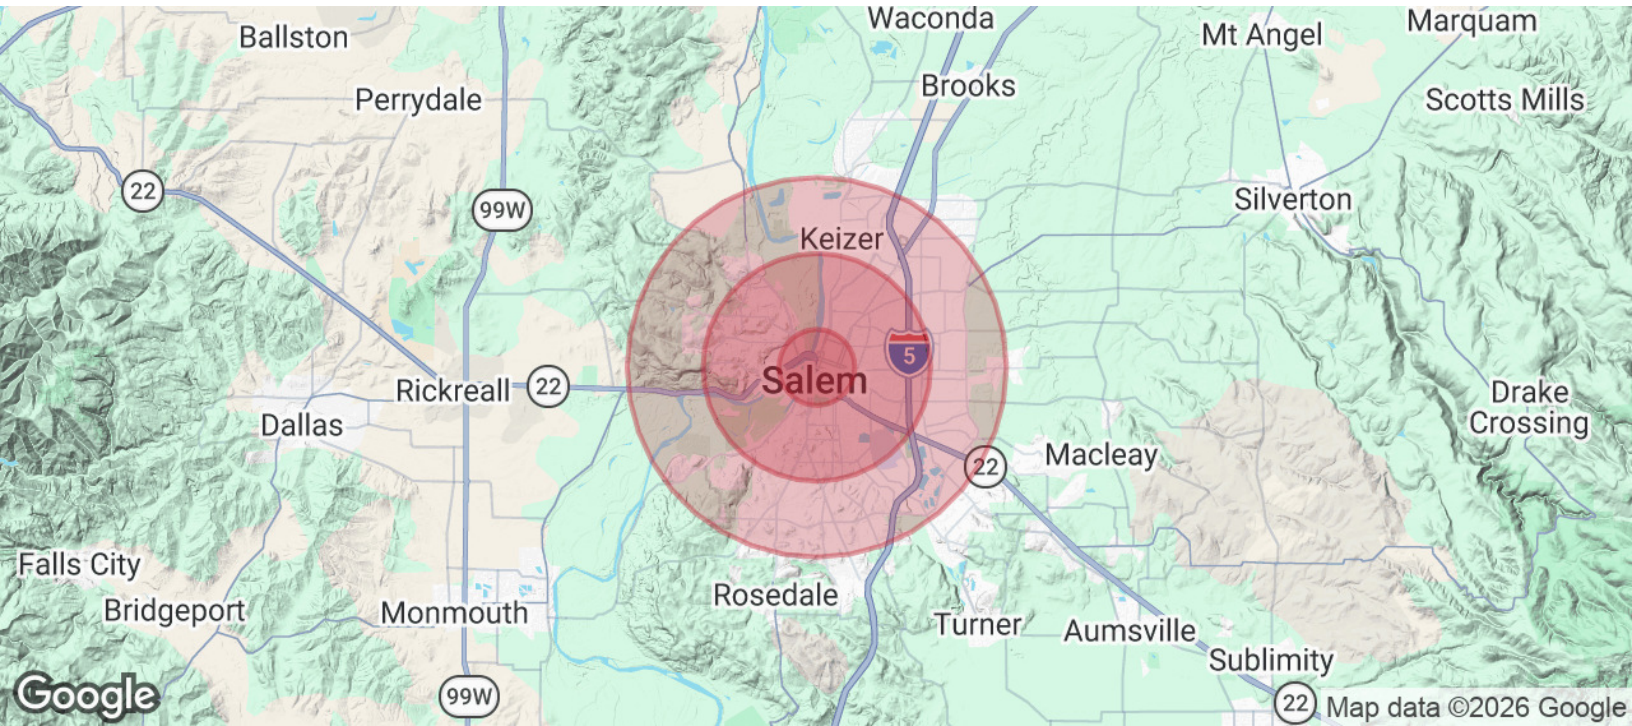 Waconda
Marquam
Mt Angel
Ballston
Brooks
Perrydale
Scotts Mills
22
Silverton
99W
Keizer
5
Salem
Rickreall
22
Drake
Crossing
Dallas
Macleay
22
Falls City
Rosedale
Bridgeport
Monmouth
Turner
Aumsville
Sublimity
Google
99W
22
Map data ©2026 Google